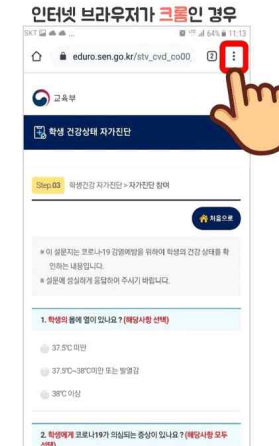 인터넷 브라우저가 크롬인 경우
SKT
64% 11:13
eduro.sen.go.kr/stv_cvd_co00
2
교육부
학생 건강상태 자가진단
Step.03 학생건강 자가진단 > 자가진단 참여
처음으로
※ 이 설문지는 코로나-19 감염예방을 위하여 학생의 건강 상태를 확
인하는 내용입니다.
※ 설문에 성실하게 응답하여 주시기 바랍니다.
1. 학생의 몸에 열이 있나요 ? (해당사항 선택)
37.5℃ 미만
37.5℃~38℃미만 또는 발열감
38℃ 이상
2. 학생에게 코로나19가 의심되는 증상이 있나요 ? (해당사항 모두
선택)